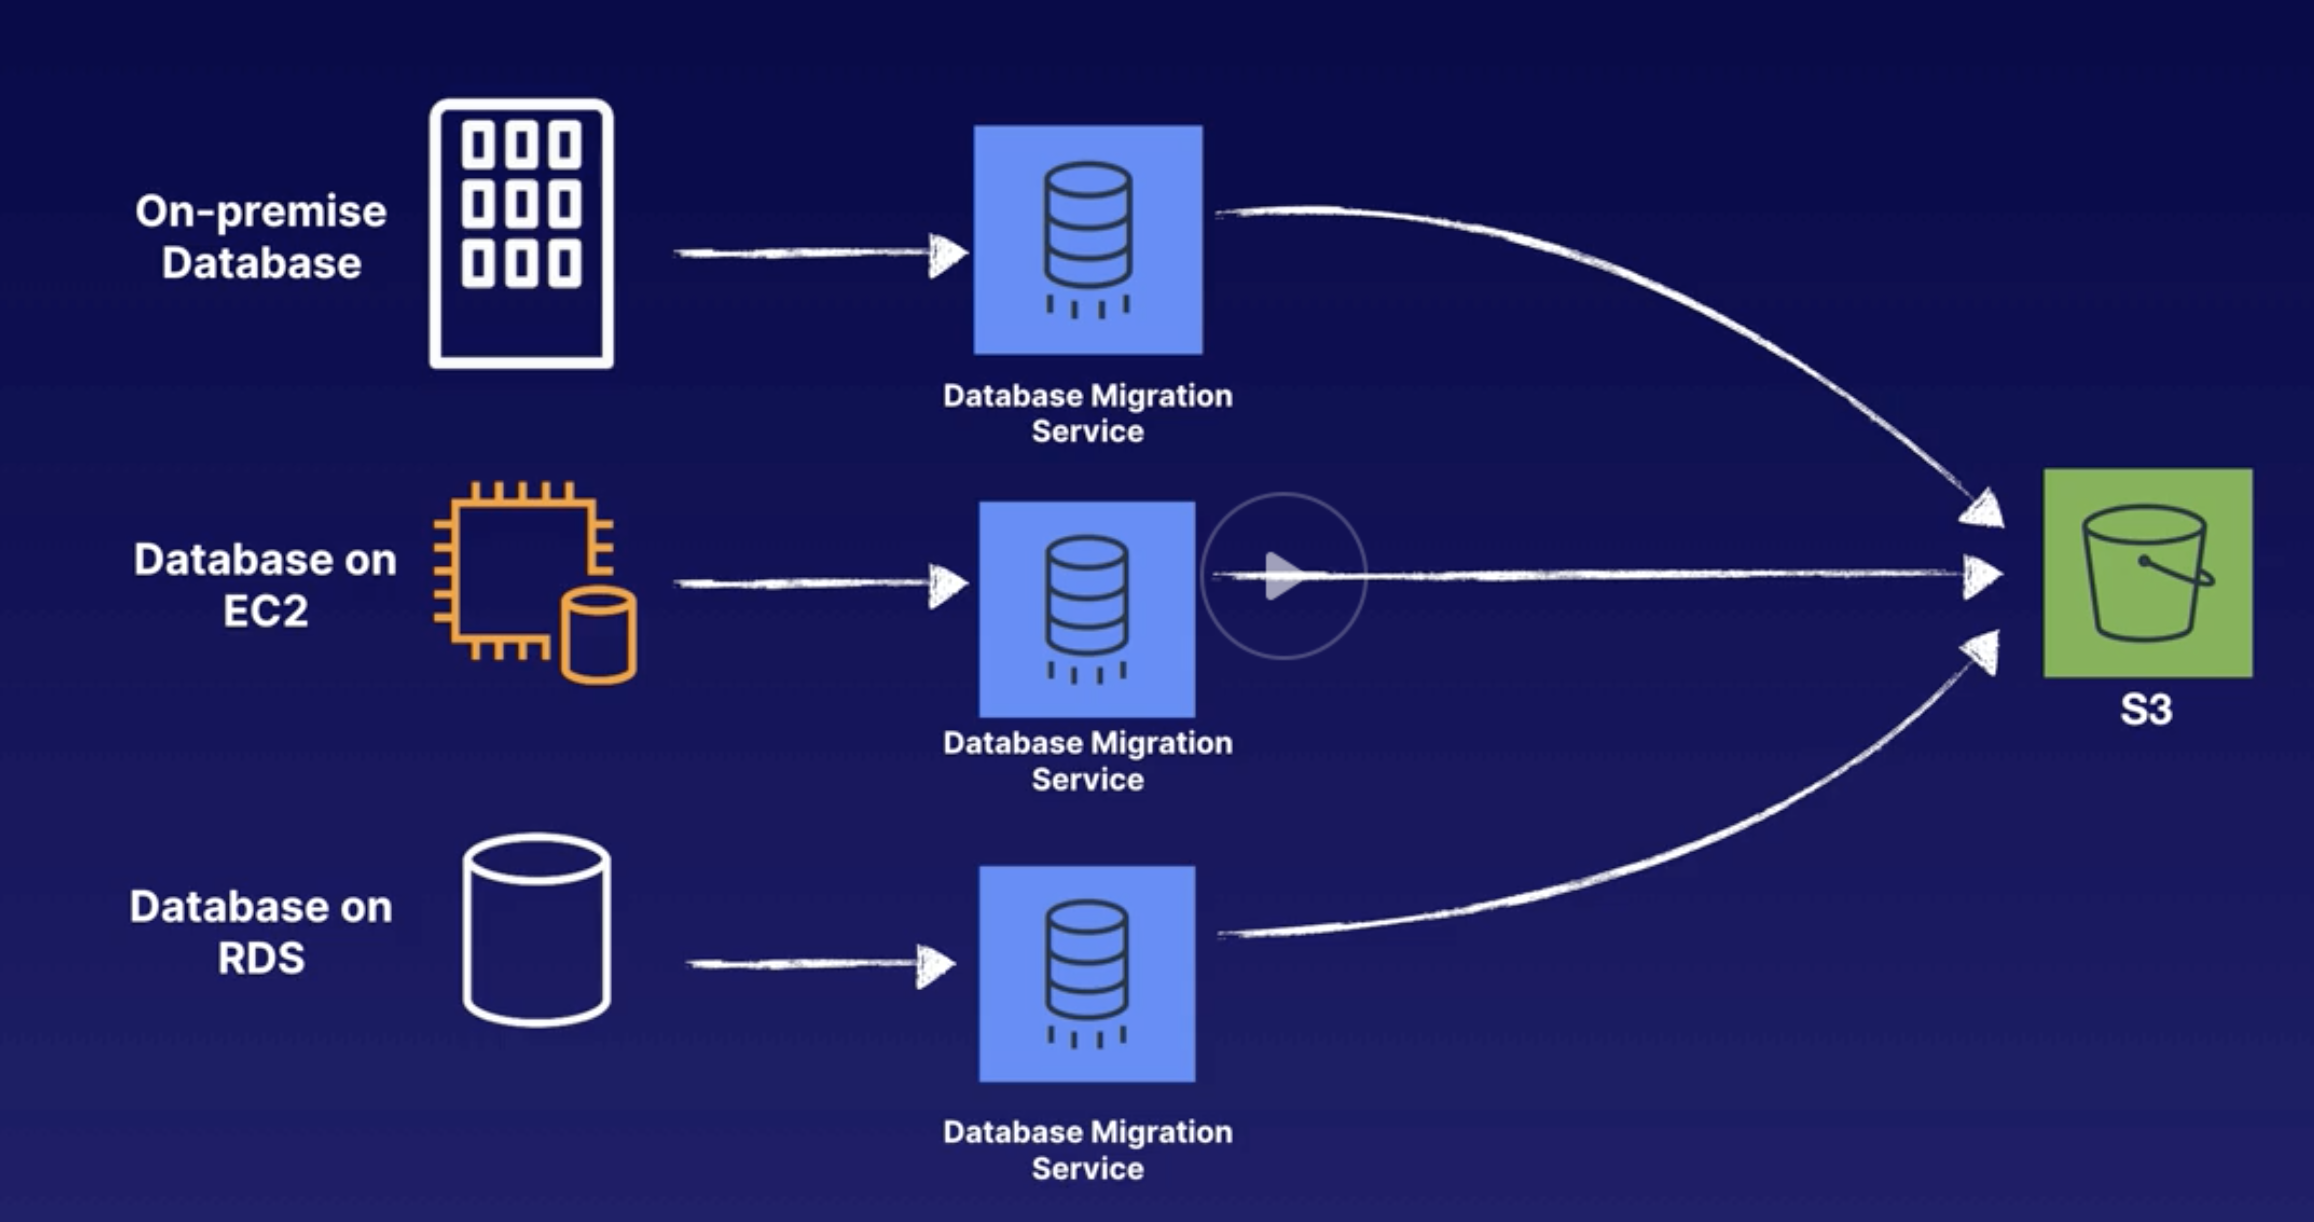 On-premise
Database
Database Migration
Service
Database on
EC2
Database Migration
Service
S3
Database on
RDS
Database Migration
Service